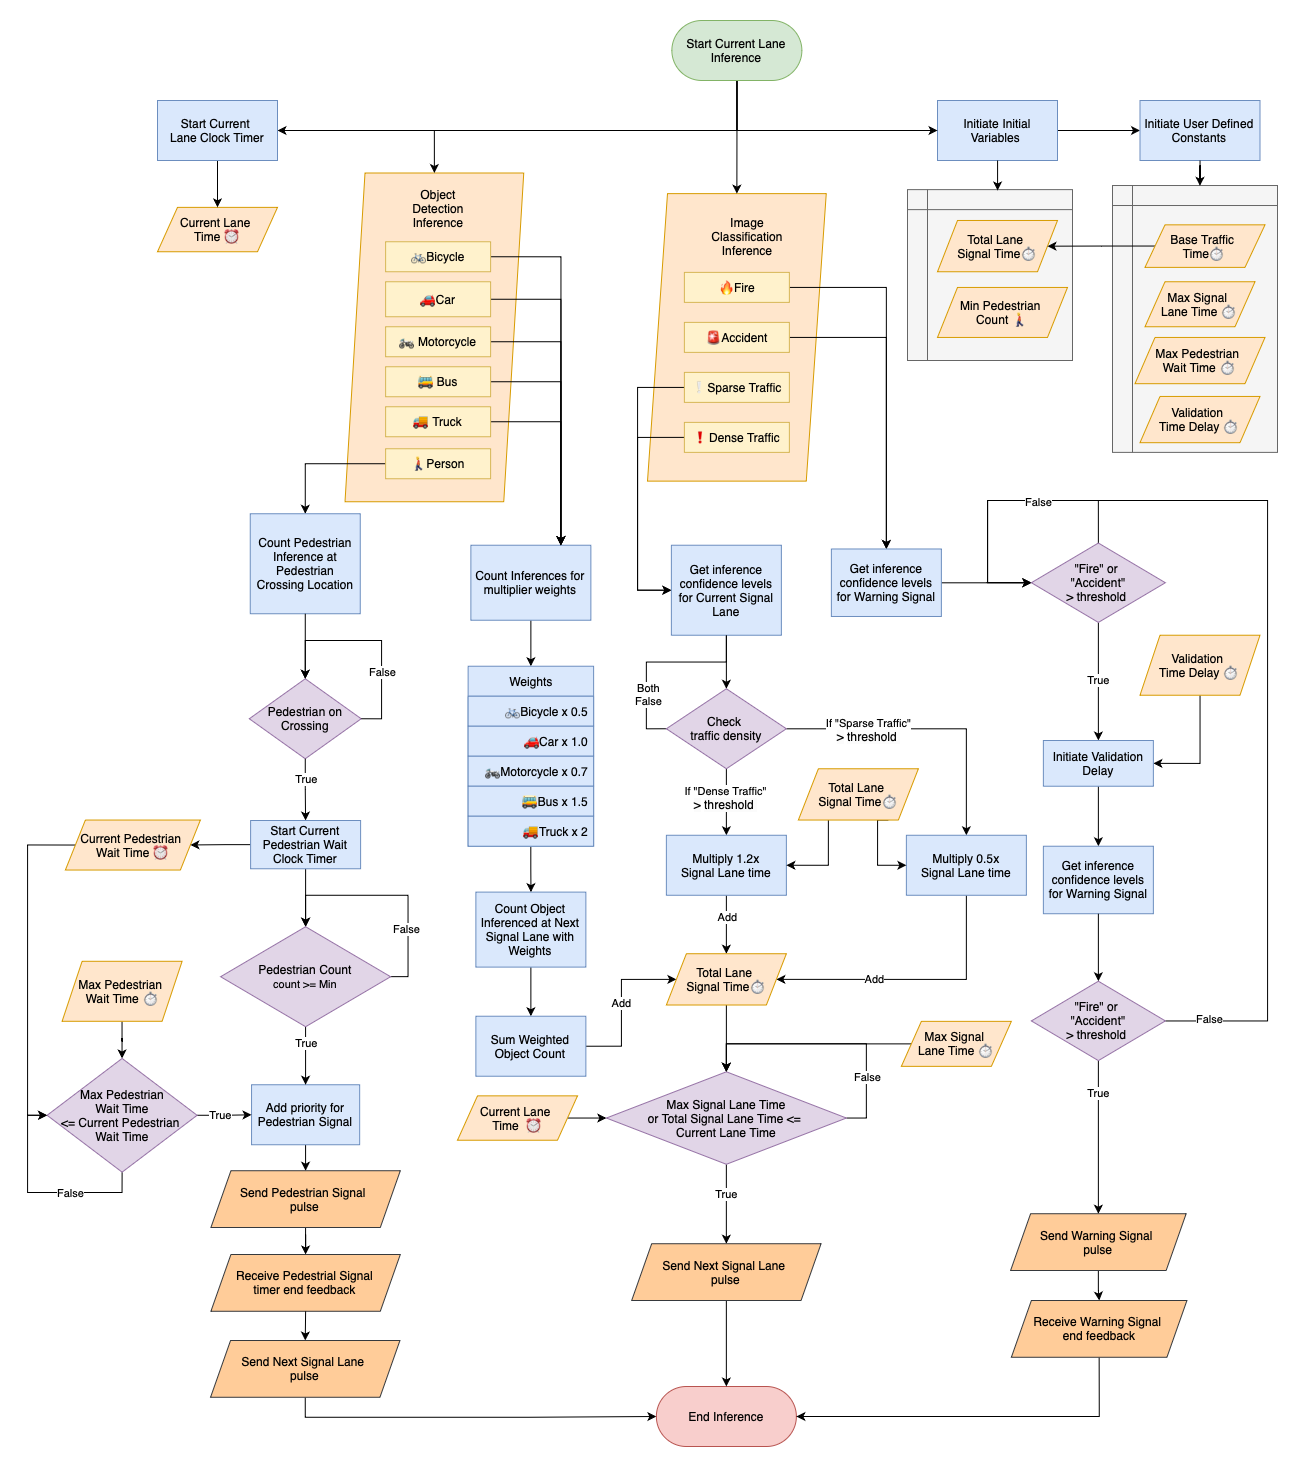 Start Current Lane
Inference
Start Current
Lane Clock Timer
Initiate Initial
Variables
Initiate User Defined
Constants
Current Lane
Time ⏰
Object
Detection
Inference
🚲Bicycle
🚗Car
🏍 Motorcycle
🚌 Bus
🚚 Truck
🚶Person
Image
Classification
Inference
🔥Fire
🚨Accident
❕Sparse Traffic
❗ Dense Traffic
Total Lane
Signal Time⏱
Min Pedestrian
Count 🚶
Base Traffic
Time⏱
Max Signal
Lane Time ⏱
Max Pedestrian
Wait Time ⏱
Validation
Time Delay ⏱
Count Pedestrian
Inference at
Pedestrian
Crossing Location
Count Inferences for
multiplier weights
Get inference
confidence levels
for Current Signal
Lane
Get inference
confidence levels
for Warning Signal
False
"Fire" or
"Accident"
> threshold
False
Pedestrian on
Crossing
True
Weights
🚲Bicycle x 0.5
🚗Car x 1.0
🏍Motorcycle x 0.7
🚌Bus x 1.5
🚚Truck x 2
Both
False
Check
traffic density
If "Sparse Traffic"
> threshold
If "Dense Traffic"
> threshold
Total Lane
Signal Time⏱
True
Validation
Time Delay ⏱
Initiate Validation
Delay
Current Pedestrian
Wait Time ⏰
Start Current
Pedestrian Wait
Clock Timer
Multiply 1.2x
Signal Lane time
Multiply 0.5x
Signal Lane time
Get inference
confidence levels
for Warning Signal
Count Object
Inferenced at Next
Signal Lane with
Weights
Add
False
Pedestrian Count
count >= Min
Max Pedestrian
Wait Time ⏱
Total Lane
Signal Time⏱
Add
Add
"Fire" or
"Accident"
> threshold
False
Sum Weighted
Object Count
Max Signal
Lane Time ⏱
True
False
Max Pedestrian
Wait Time
<= Current Pedestrian
Wait Time
True
Add priority for
Pedestrian Signal
Current Lane
Time ⏰
Max Signal Lane Time
or Total Signal Lane Time <=
Current Lane Time
True
False
Send Pedestrian Signal
pulse
True
Send Warning Signal
pulse
Receive Pedestrial Signal
timer end feedback
Send Next Signal Lane
pulse
Receive Warning Signal
end feedback
Send Next Signal Lane
pulse
End Inference